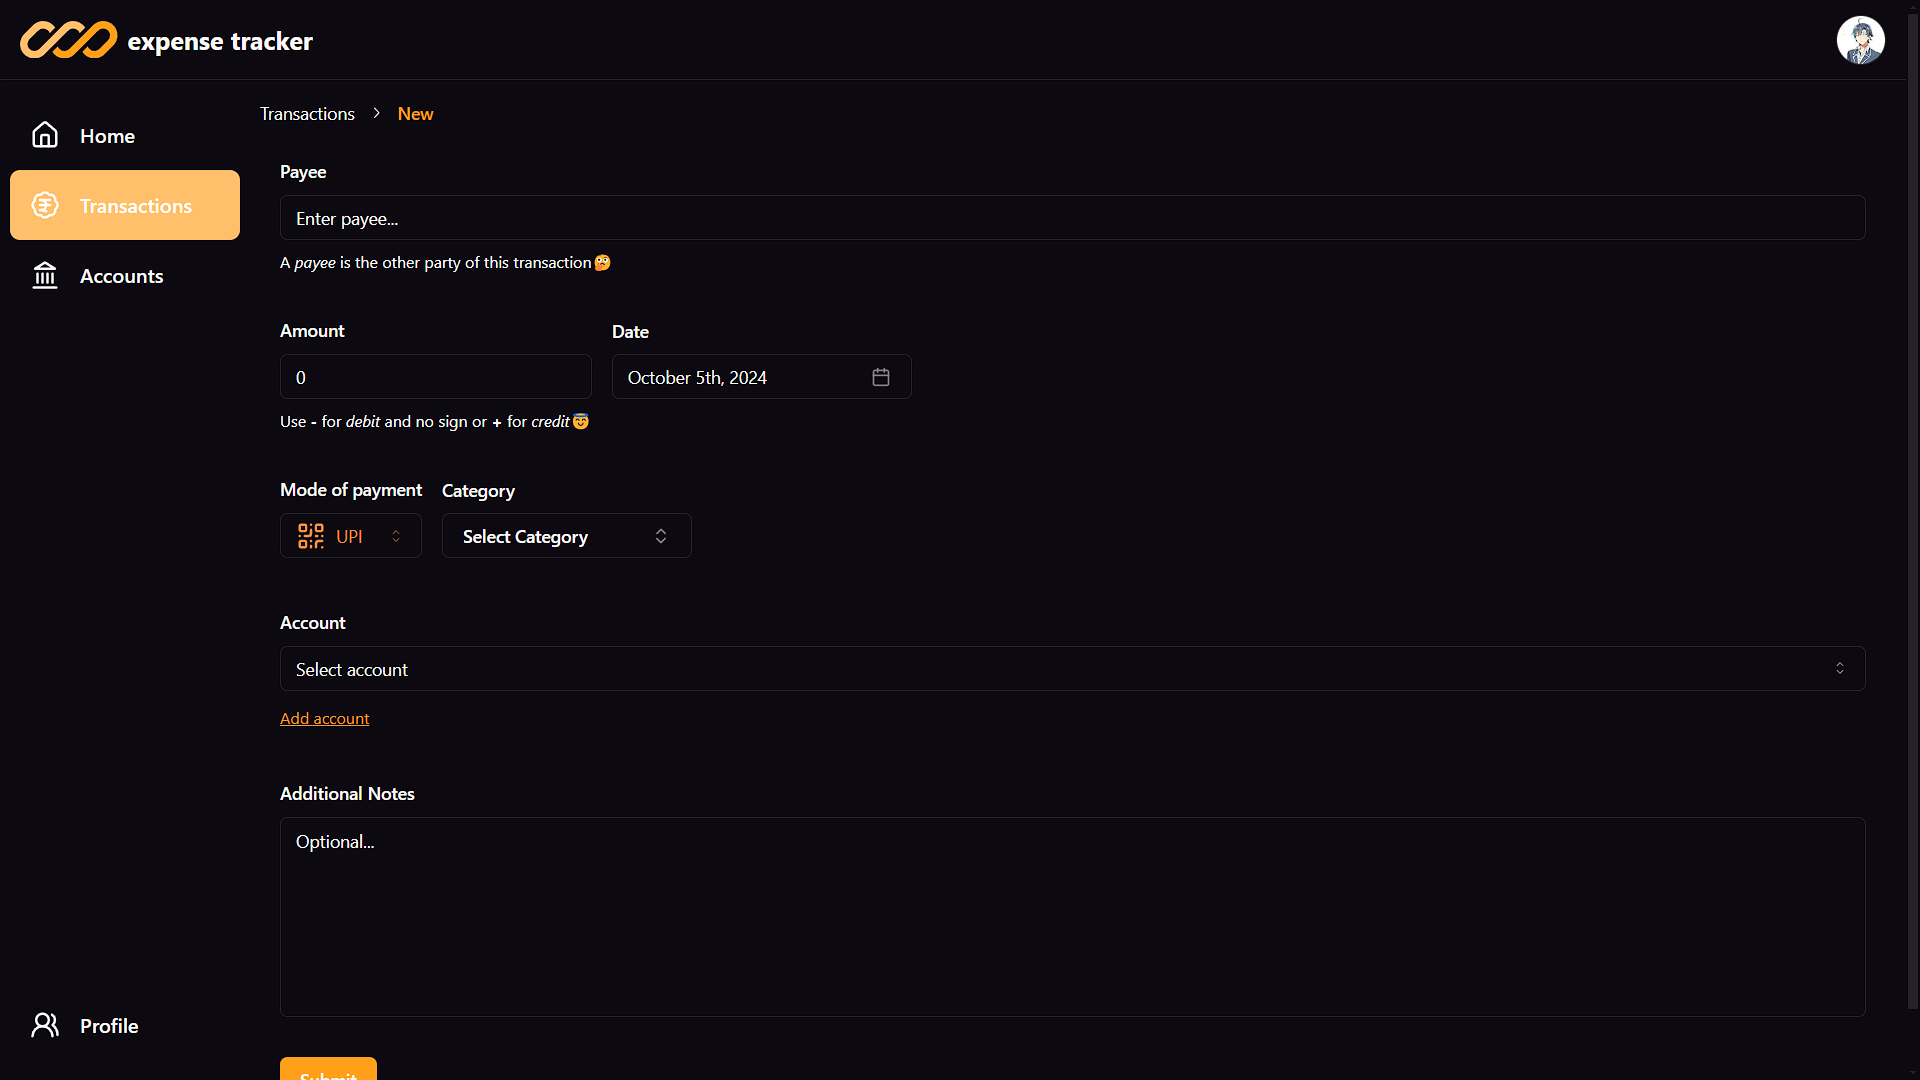 expense tracker
Home
Transactions
Accounts
Profile
Transactions > New
Payee
Enter payee...
A payee is the other party of this transaction🤔
Amount Date
0 October 5th, 2024
Use - for debit and no sign or + for credit😇
Mode of payment Category
UPI Select Category
Account
Select account
Add account
Additional Notes
Optional...
Submit